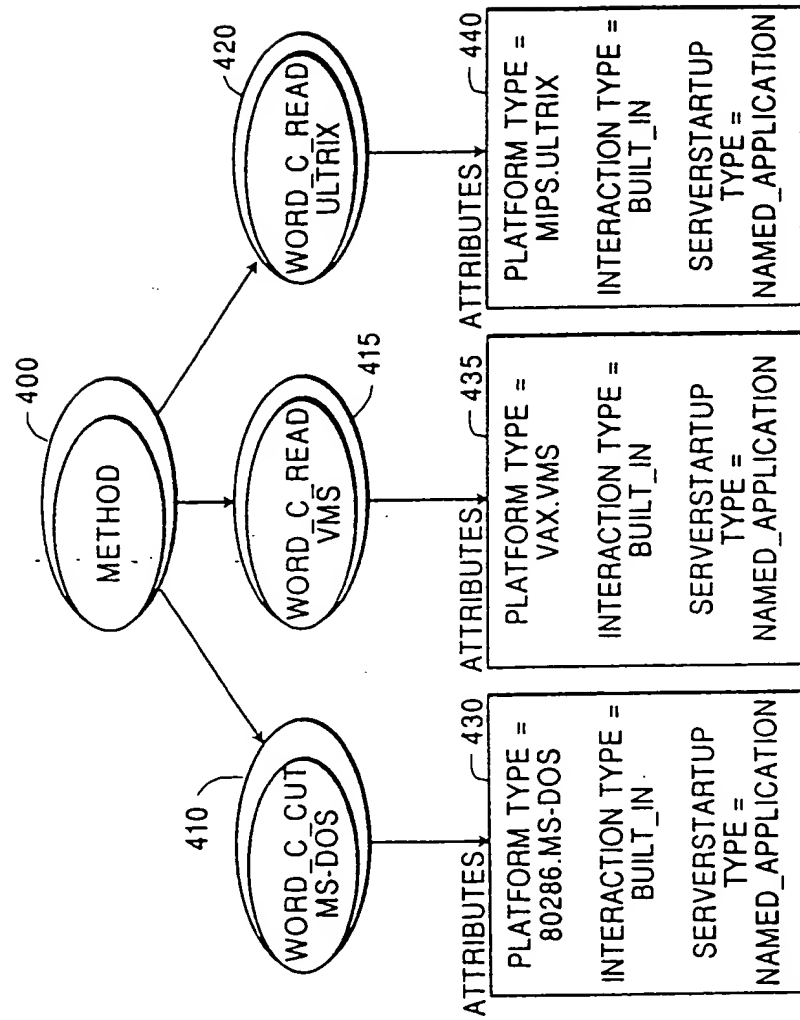 400
METHOD
410
WORD_C_CUT
MS-DOS
WORD_C_READ
VMS
415
420
WORD_C_READ
ULTRIX
ATTRIBUTES
430
PLATFORM TYPE =
80286.MS-DOS
INTERACTION TYPE =
BUILT_IN
SERVERSTARTUP
TYPE =
NAMED_APPLICATION
ATTRIBUTES
435
PLATFORM TYPE =
VAX.VMS
INTERACTION TYPE =
BUILT_IN
SERVERSTARTUP
TYPE =
NAMED_APPLICATION
ATTRIBUTES
440
PLATFORM TYPE =
MIPS.ULTRIX
INTERACTION TYPE =
BUILT_IN
SERVERSTARTUP
TYPE =
NAMED_APPLICATION